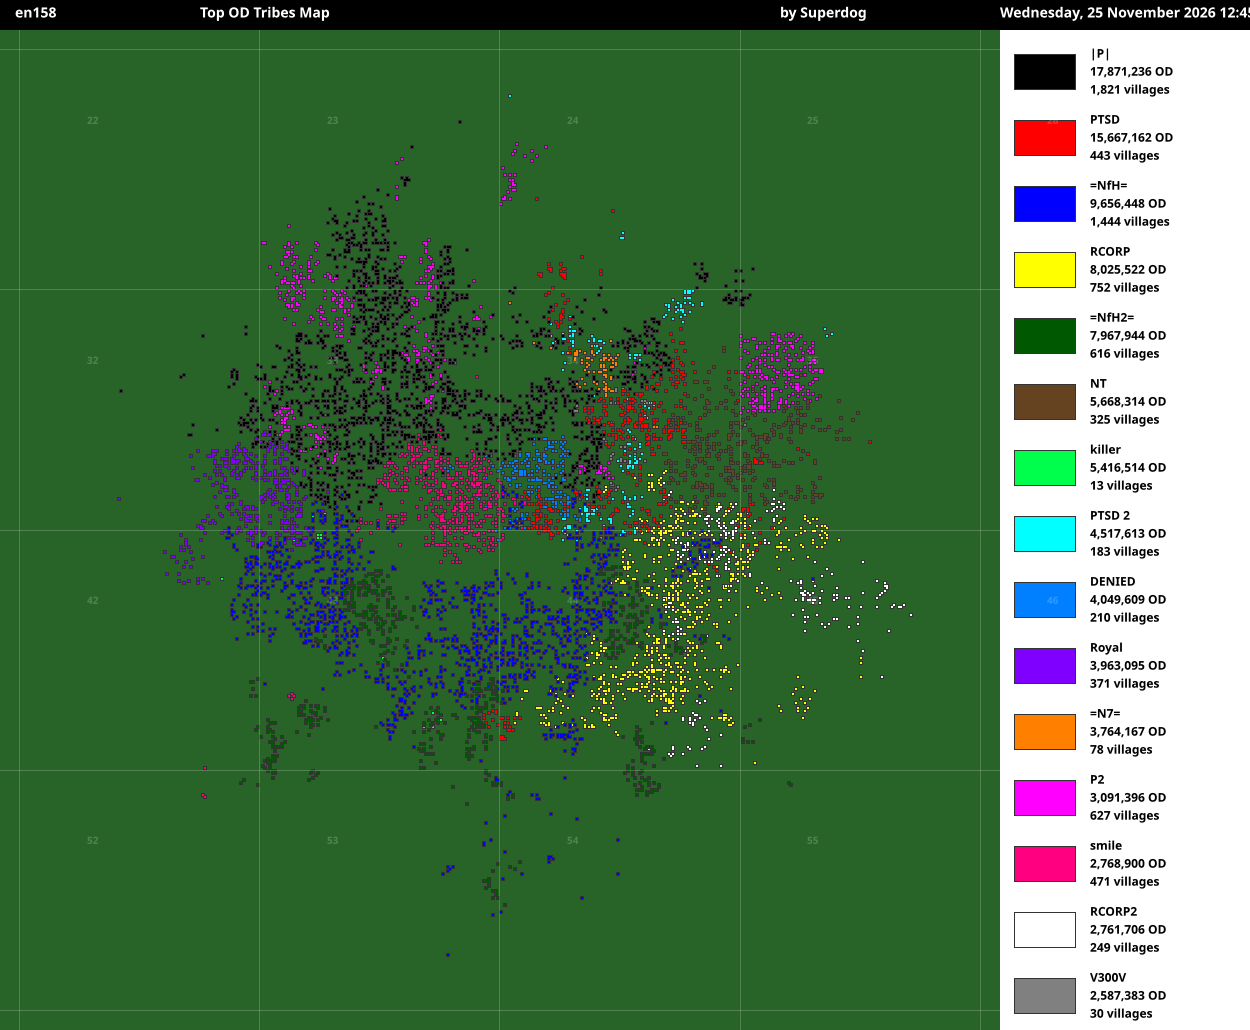 en158 Top OD Tribes Map by Superdog Wednesday, 25 November 2026 12:45
|P|
17,871,236 OD
1,821 villages
PTSD
15,667,162 OD
443 villages
=NfH=
9,656,448 OD
1,444 villages
RCORP
8,025,522 OD
752 villages
=NfH2=
7,967,944 OD
616 villages
NT
5,668,314 OD
325 villages
killer
5,416,514 OD
13 villages
PTSD 2
4,517,613 OD
183 villages
DENIED
4,049,609 OD
210 villages
Royal
3,963,095 OD
371 villages
=N7=
3,764,167 OD
78 villages
P2
3,091,396 OD
627 villages
smile
2,768,900 OD
471 villages
RCORP2
2,761,706 OD
249 villages
V300V
2,587,383 OD
30 villages
22 23 24 25
32
42 46
52 53 54 55